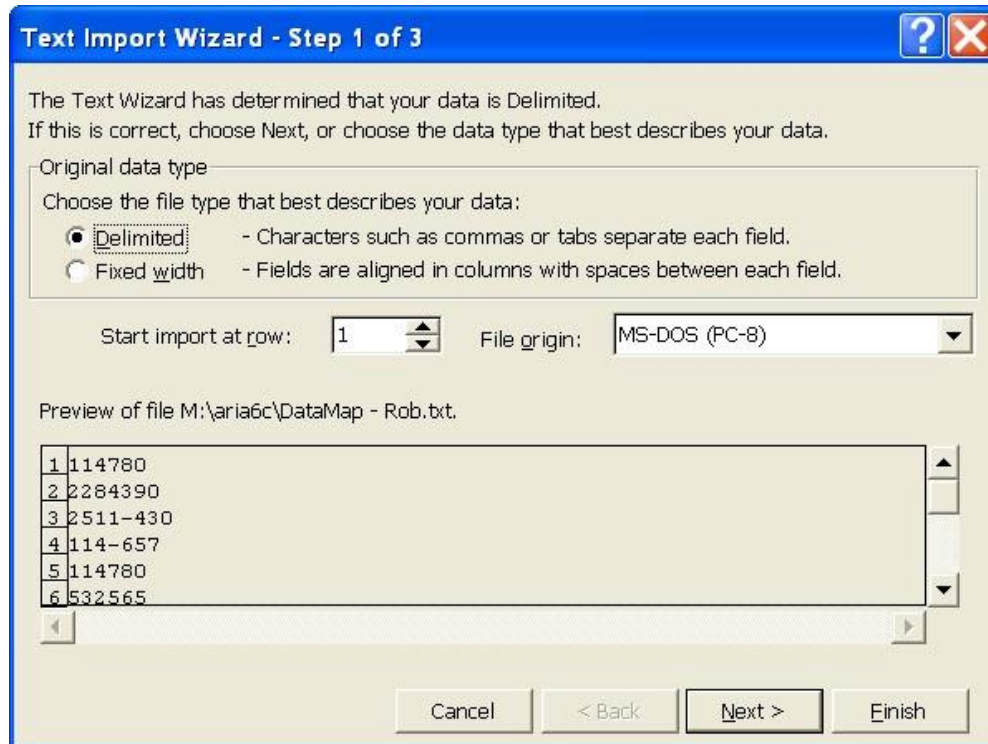 Text Import Wizard - Step 1 of 3
The Text Wizard has determined that your data is Delimited.
If this is correct, choose Next, or choose the data type that best describes your data.
Original data type
Choose the file type that best describes your data:
Delimited - Characters such as commas or tabs separate each field.
Fixed width - Fields are aligned in columns with spaces between each field.
Start import at row: 1 File origin: MS-DOS (PC-8)
Preview of file M:\aria6c\DataMap - Rob.txt.
1 114780
2 2284390
3 2511-430
4 114-657
5 114780
6 532565
Cancel < Back Next > Finish